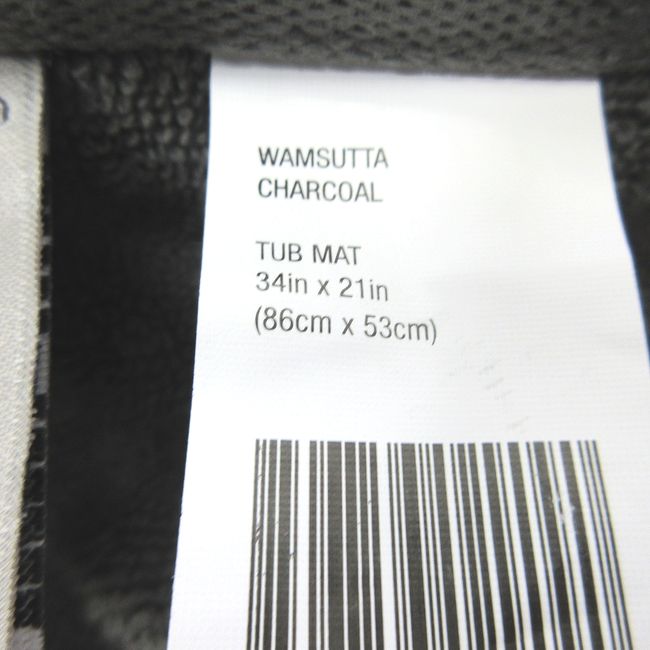 WAMSUTTA
CHARCOAL
TUB MAT
34in x 21in
(86cm x 53cm)